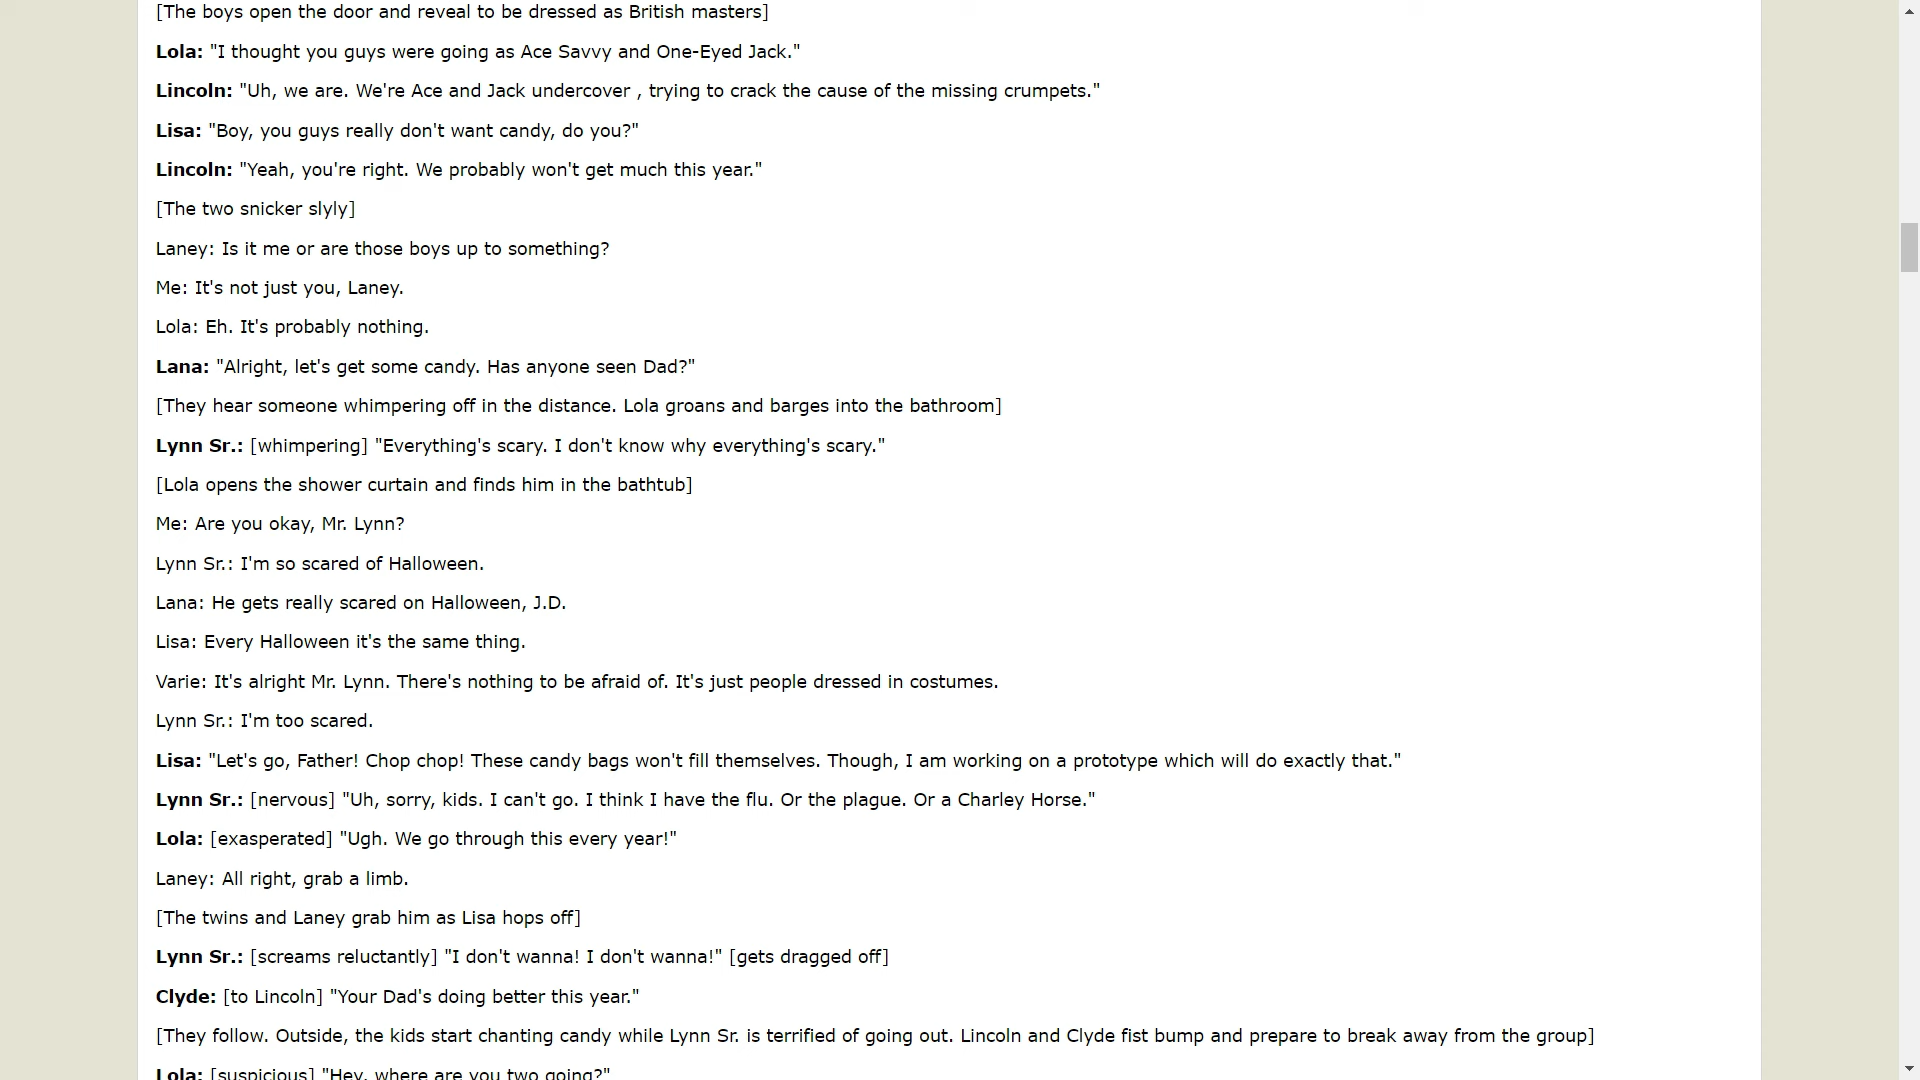 [The boys open the door and reveal to be dressed as British masters]
Lola: "I thought you guys were going as Ace Savvy and One-Eyed Jack."
Lincoln: "Uh, we are. We're Ace and Jack undercover , trying to crack the cause of the missing crumpets."
Lisa: "Boy, you guys really don't want candy, do you?"
Lincoln: "Yeah, you're right. We probably won't get much this year."
[The two snicker slyly]
Laney: Is it me or are those boys up to something?
Me: It's not just you, Laney.
Lola: Eh. It's probably nothing.
Lana: "Alright, let's get some candy. Has anyone seen Dad?"
[They hear someone whimpering off in the distance. Lola groans and barges into the bathroom]
Lynn Sr.: [whimpering] "Everything's scary. I don't know why everything's scary."
[Lola opens the shower curtain and finds him in the bathtub]
Me: Are you okay, Mr. Lynn?
Lynn Sr.: I'm so scared of Halloween.
Lana: He gets really scared on Halloween, J.D.
Lisa: Every Halloween it's the same thing.
Varie: It's alright Mr. Lynn. There's nothing to be afraid of. It's just people dressed in costumes.
Lynn Sr.: I'm too scared.
Lisa: "Let's go, Father! Chop chop! These candy bags won't fill themselves. Though, I am working on a prototype which will do exactly that."
Lynn Sr.: [nervous] "Uh, sorry, kids. I can't go. I think I have the flu. Or the plague. Or a Charley Horse."
Lola: [exasperated] "Ugh. We go through this every year!"
Laney: All right, grab a limb.
[The twins and Laney grab him as Lisa hops off]
Lynn Sr.: [screams reluctantly] "I don't wanna! I don't wanna!" [gets dragged off]
Clyde: [to Lincoln] "Your Dad's doing better this year."
[They follow. Outside, the kids start chanting candy while Lynn Sr. is terrified of going out. Lincoln and Clyde fist bump and prepare to break away from the group]
Lola: [suspicious] "Hey, where are you two going?"